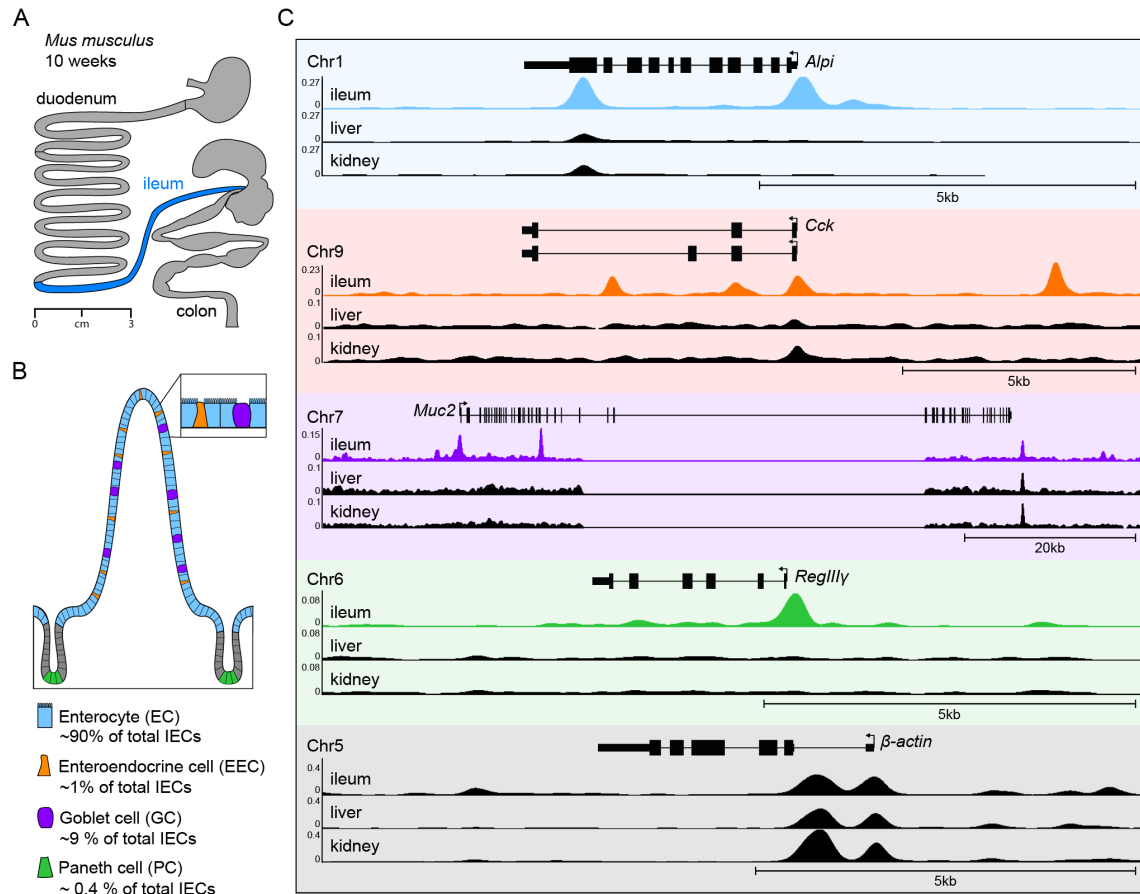 A
Mus musculus
10 weeks
duodenum
ileum
colon
0 cm 3
B
Enterocyte (EC)
~90% of total IECs
Enteroendocrine cell (EEC)
~1% of total IECs
Goblet cell (GC)
~9 % of total IECs
Paneth cell (PC)
~ 0.4 % of total IECs
C
Chr1
Alpi
0.27
ileum
0
0.27
liver
0
0.27
kidney
0
5kb
Cck
Chr9
0.23
ileum
0
0.1
liver
0
0.1
kidney
0
5kb
Chr7
Muc2
0.15
ileum
0
0.1
liver
0
0.1
kidney
0
20kb
Chr6
RegIIIγ
0.08
ileum
0
0.08
liver
0
0.08
kidney
0
5kb
Chr5
β-actin
0.4
ileum
0
0.4
liver
0
0.4
kidney
0
5kb